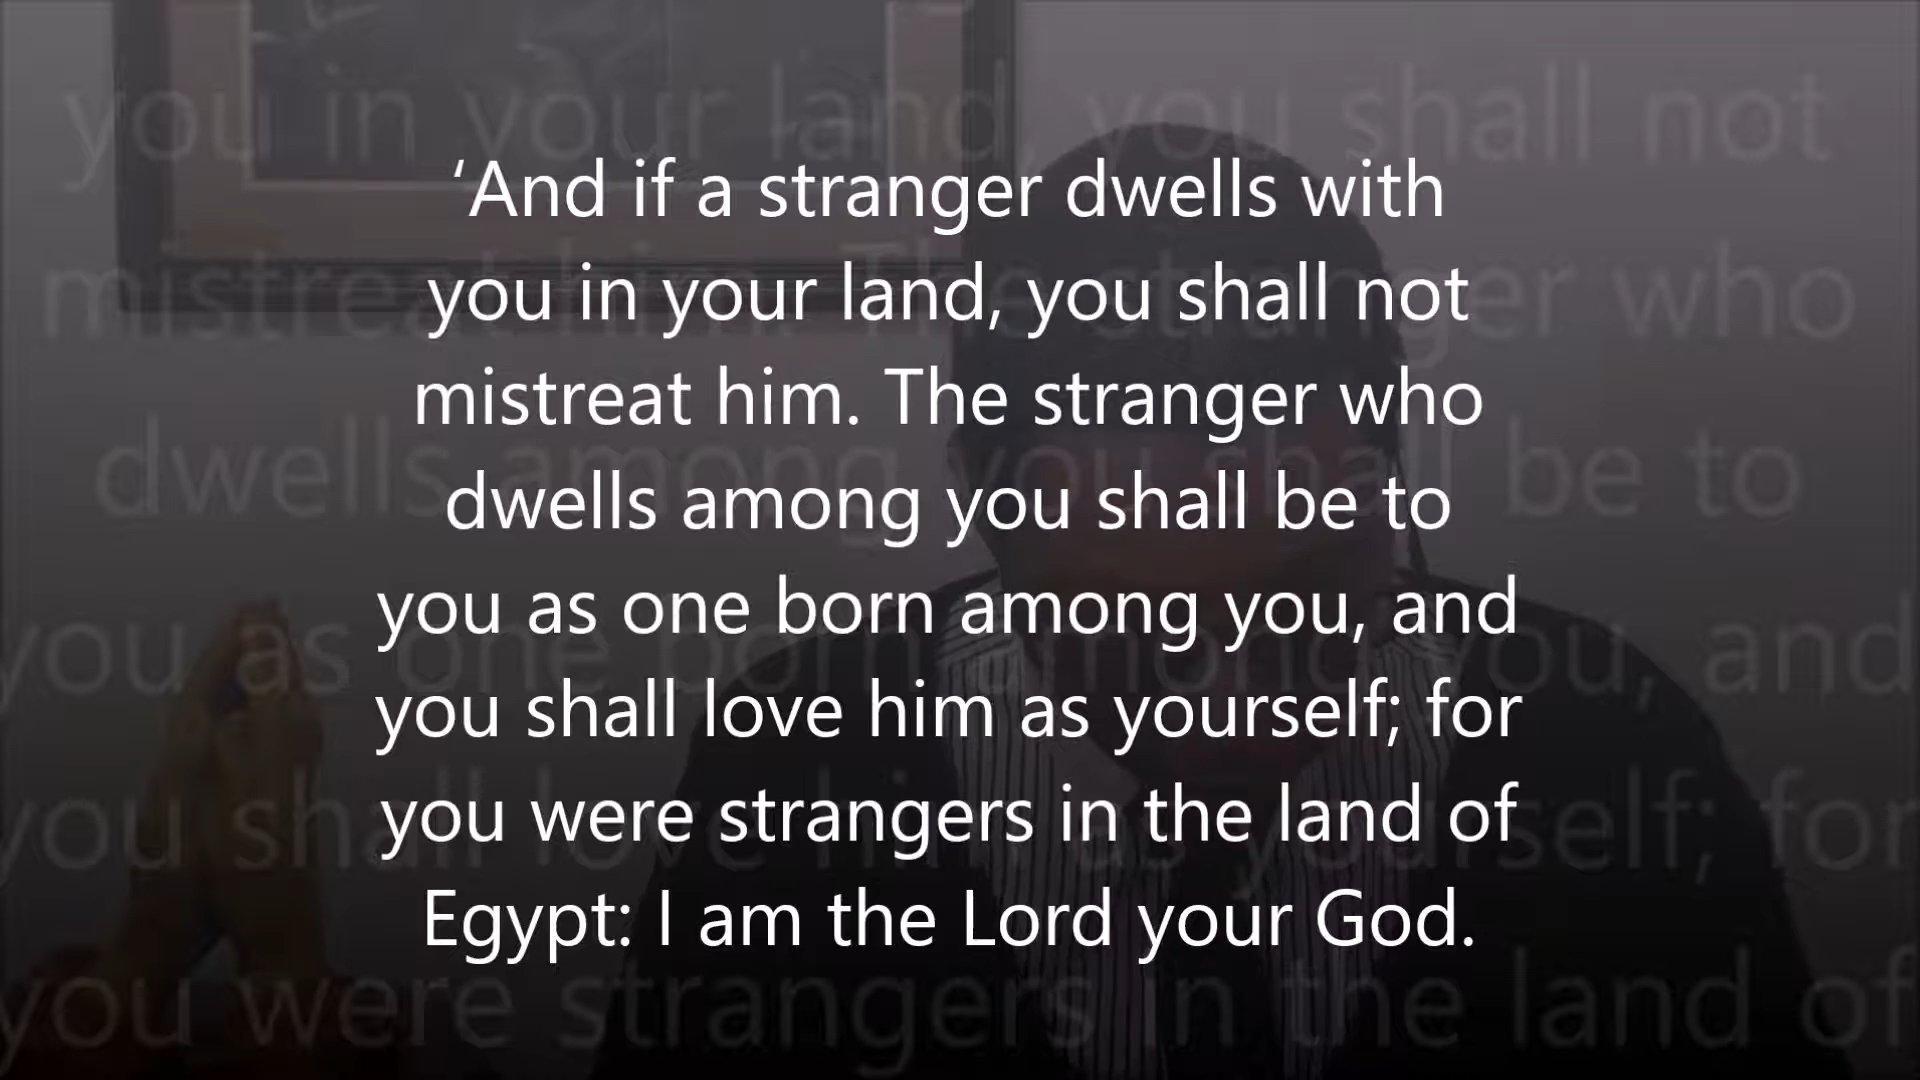 ‘And if a stranger dwells with
you in your land, you shall not
mistreat him. The stranger who
dwells among you shall be to
you as one born among you, and
you shall love him as yourself; for
you were strangers in the land of
Egypt: I am the Lord your God.